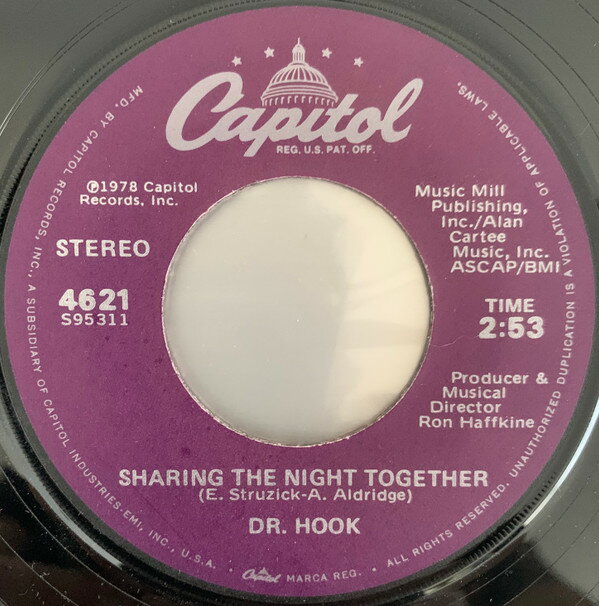 Capitol
REG. U.S. PAT. OFF.
℗1978 Capitol
Records, Inc.
STEREO
4621
S95311
Music Mill
Publishing,
Inc./Alan
Cartee
Music, Inc.
ASCAP/BMI
TIME
2:53
Producer &
Musical
Director
Ron Haffkine
SHARING THE NIGHT TOGETHER
(E. Struzick-A. Aldridge)
DR. HOOK
MFD. BY CAPITOL RECORDS, INC., A SUBSIDIARY OF CAPITOL INDUSTRIES-EMI, INC., U.S.A. • Capitol MARCA REG. • ALL RIGHTS RESERVED. UNAUTHORIZED DUPLICATION IS A VIOLATION OF APPLICABLE LAWS.